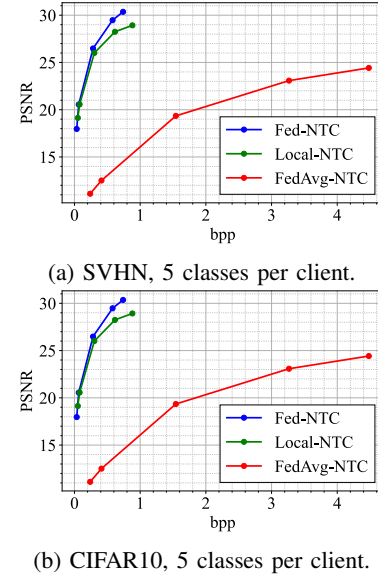 30
25
20
15
PSNR
Fed-NTC
Local-NTC
FedAvg-NTC
0 1 2 3 4
bpp
(a) SVHN, 5 classes per client.
30
25
20
15
PSNR
Fed-NTC
Local-NTC
FedAvg-NTC
0 1 2 3 4
bpp
(b) CIFAR10, 5 classes per client.